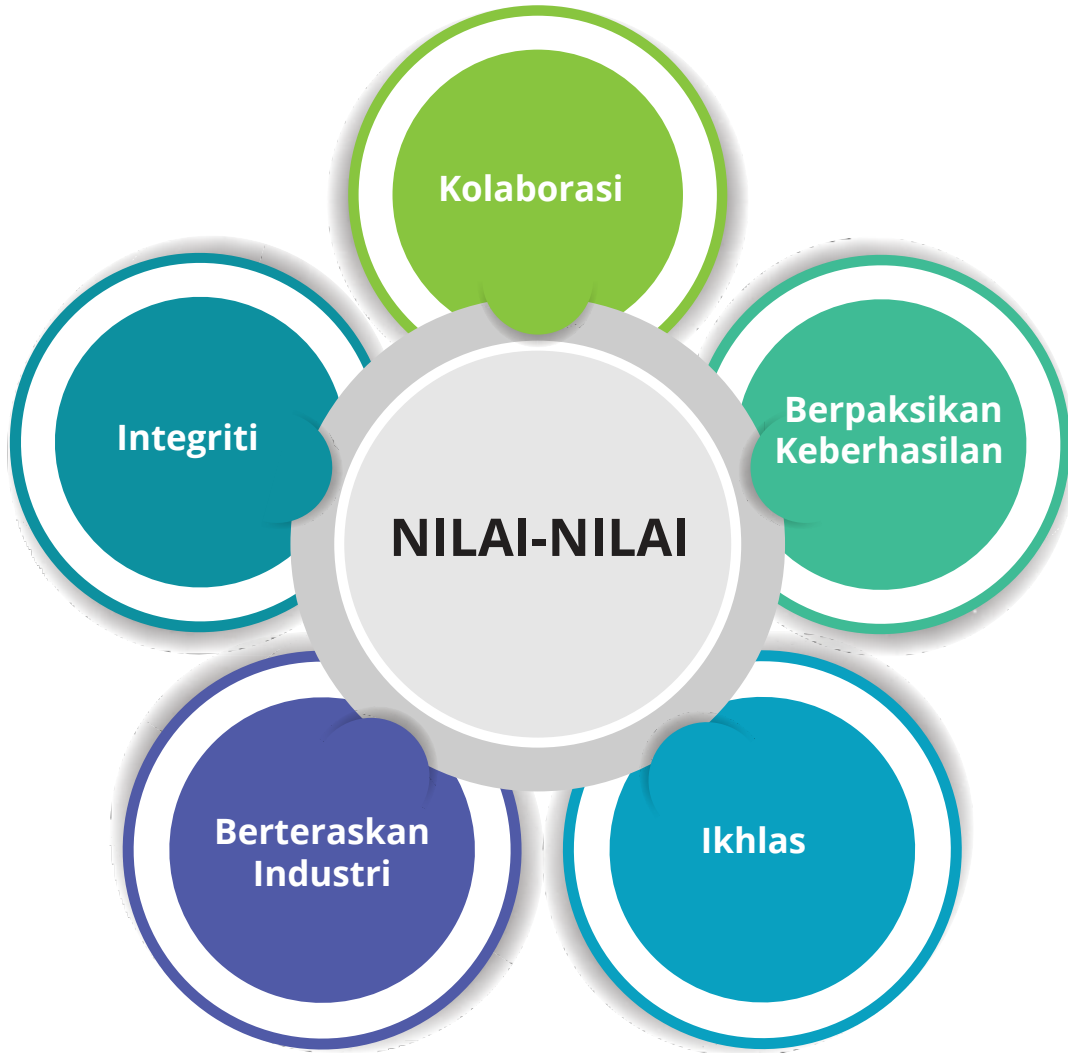 Kolaborasi
Berpaksikan
Keberhasilan
Ikhlas
Berteraskan
Industri
Integriti
NILAI-NILAI